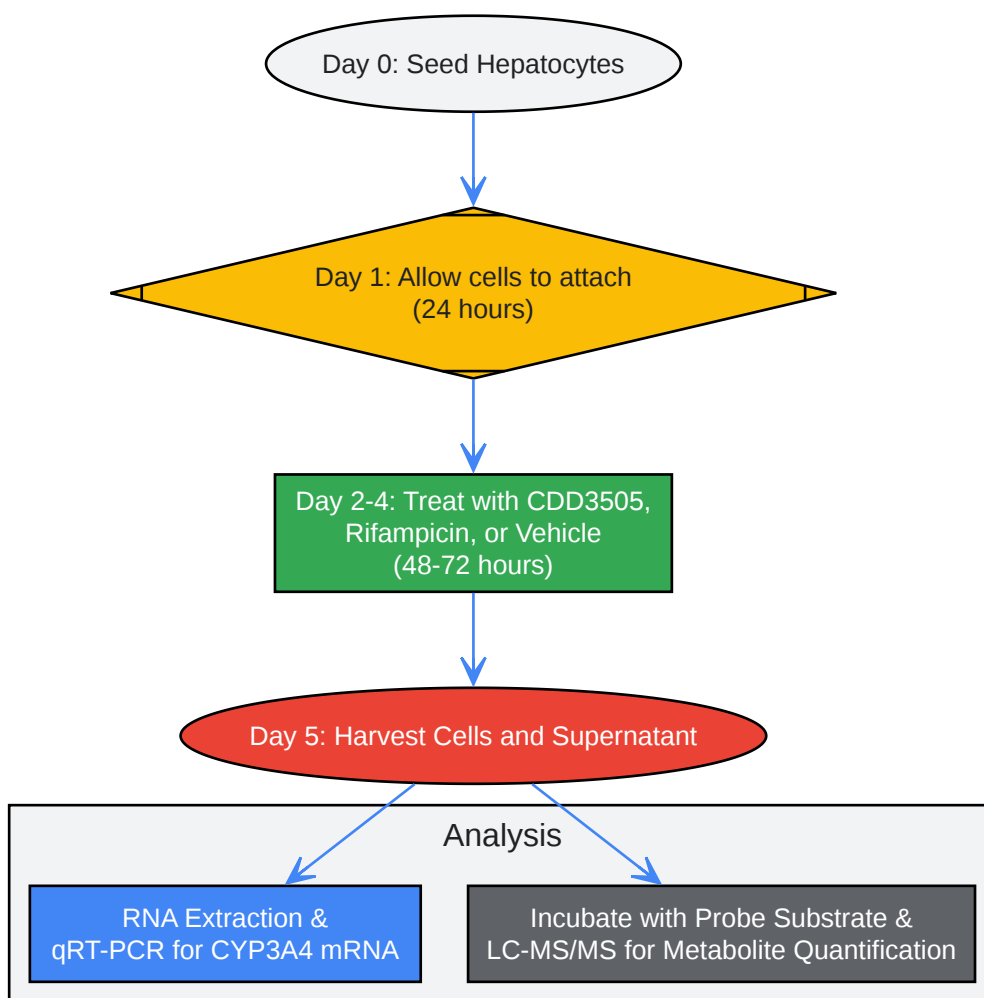 Day 0: Seed Hepatocytes
Day 1: Allow cells to attach
(24 hours)
Day 2-4: Treat with CDD3505,
Rifampicin, or Vehicle
(48-72 hours)
Day 5: Harvest Cells and Supernatant
Analysis
RNA Extraction &
qRT-PCR for CYP3A4 mRNA
Incubate with Probe Substrate &
LC-MS/MS for Metabolite Quantification